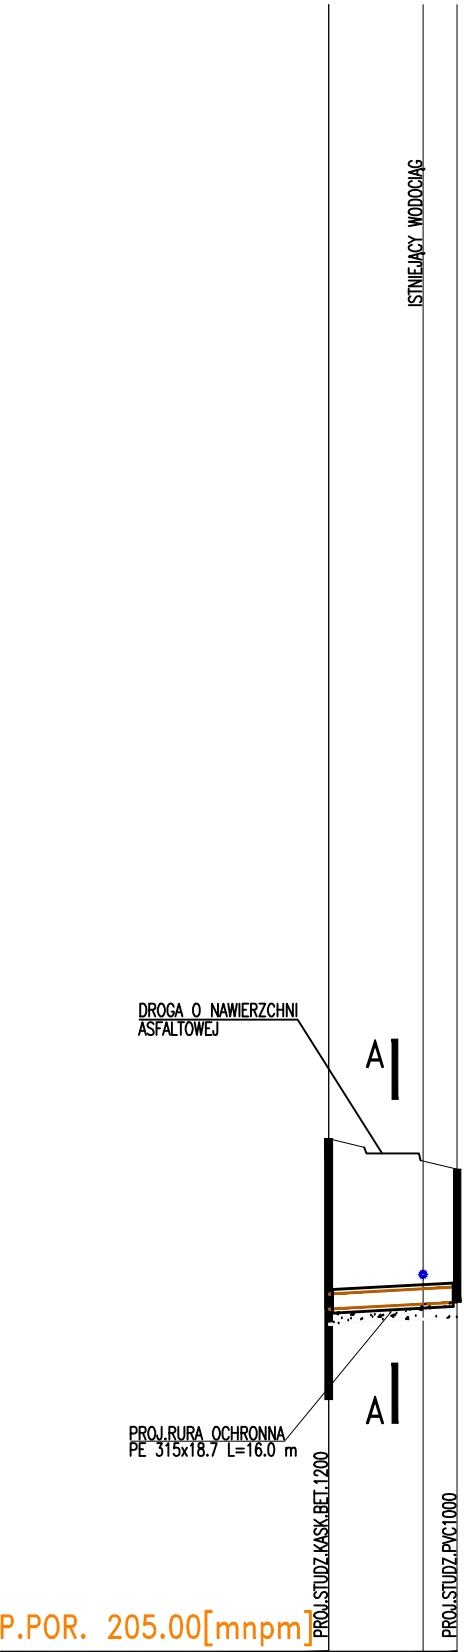 ISTNIEJĄCY WODOCIĄG
DROGA O NAWIERZCHNI
ASFALTOWEJ
A
A
PROJ.RURA OCHRONNA
PE 315x18.7 L=16.0 m
PROJ.STUDZ.KASK.BET.1200
PROJ.STUDZ.PVC1000
P.POR. 205.00[mnpm]